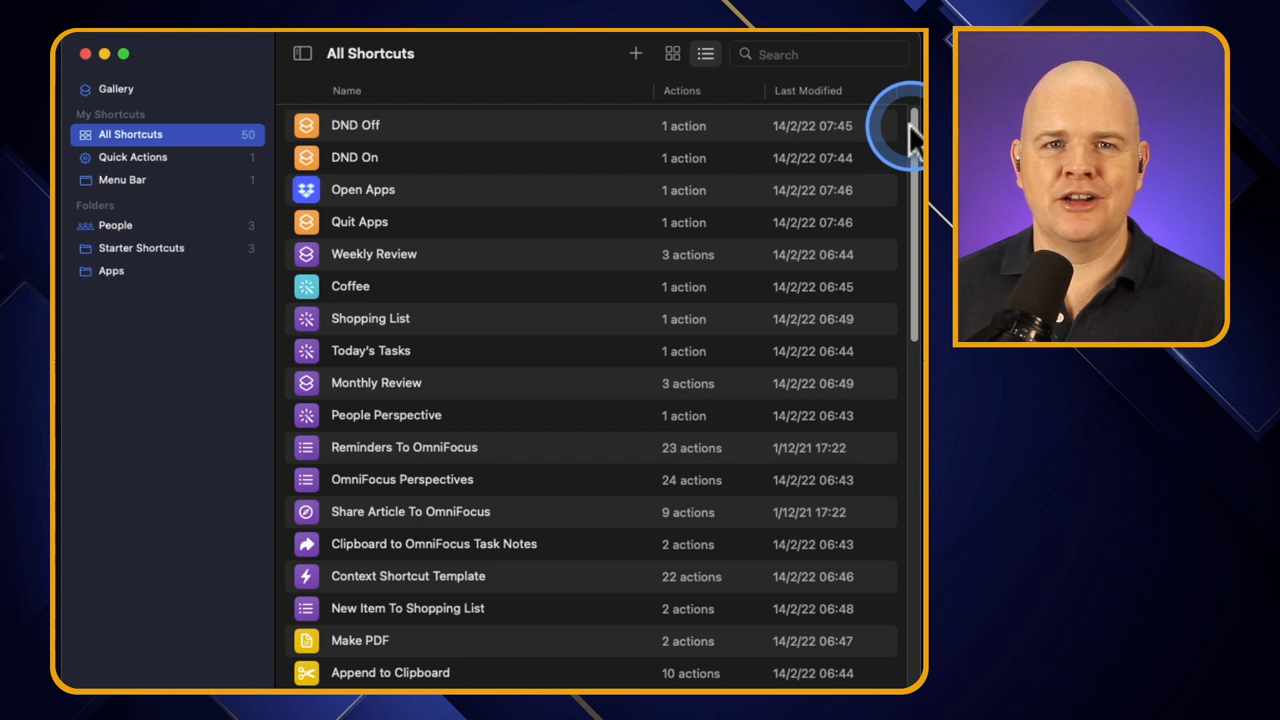 All Shortcuts
Search
Gallery
My Shortcuts
All Shortcuts 50
Quick Actions 1
Menu Bar 1
Folders
People 3
Starter Shortcuts 3
Apps
Name Actions Last Modified
DND Off 1 action 14/2/22 07:45
DND On 1 action 14/2/22 07:44
Open Apps 1 action 14/2/22 07:46
Quit Apps 1 action 14/2/22 07:46
Weekly Review 3 actions 14/2/22 06:44
Coffee 1 action 14/2/22 06:45
Shopping List 1 action 14/2/22 06:49
Today's Tasks 1 action 14/2/22 06:44
Monthly Review 3 actions 14/2/22 06:49
People Perspective 1 action 14/2/22 06:43
Reminders To OmniFocus 23 actions 1/12/21 17:22
OmniFocus Perspectives 24 actions 14/2/22 06:43
Share Article To OmniFocus 9 actions 1/12/21 17:22
Clipboard to OmniFocus Task Notes 2 actions 14/2/22 06:43
Context Shortcut Template 22 actions 14/2/22 06:46
New Item To Shopping List 2 actions 14/2/22 06:48
Make PDF 2 actions 14/2/22 06:47
Append to Clipboard 10 actions 14/2/22 06:44